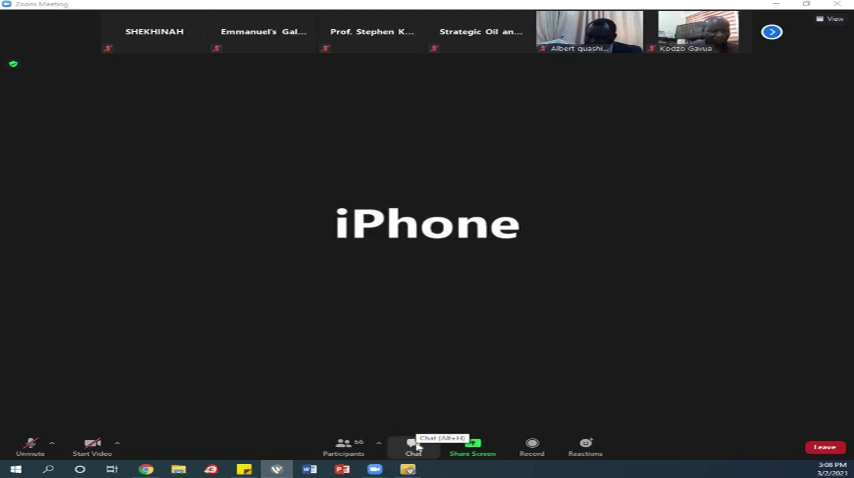 Zoom Meeting
View
SHEKHINAH
Emmanuel's Gal...
Prof. Stephen K...
Strategic Oil an...
Albert quashi...
Kodzo Gavua
iPhone
Chat (Alt+H)
66
Unmute
Start Video
Participants
Chat
Share Screen
Record
Reactions
Leave
3:08 PM
3/2/2021